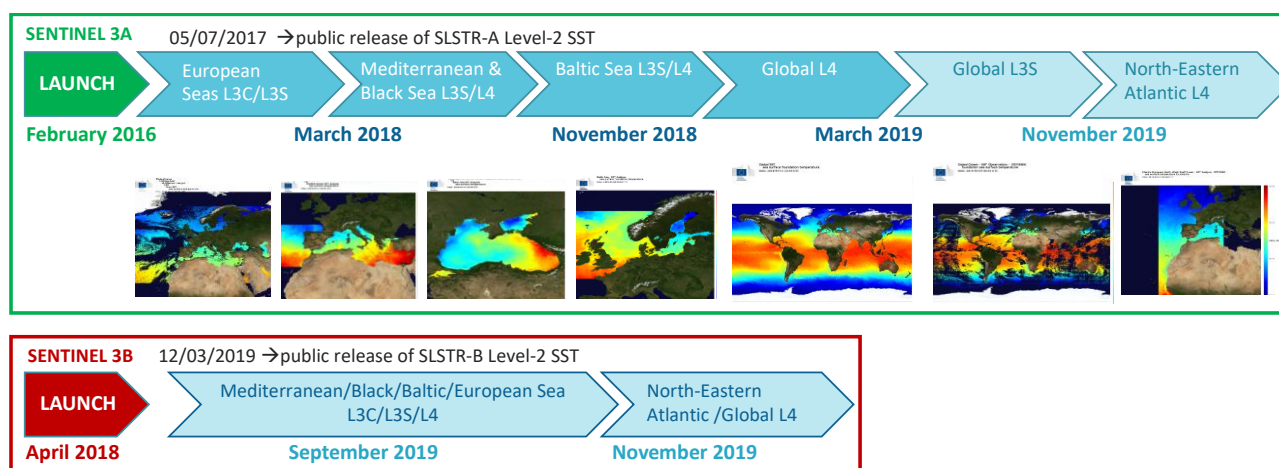 SENTINEL 3A
05/07/2017 →public release of SLSTR-A Level-2 SST
LAUNCH
European
Seas L3C/L3S
Mediterranean &
Black Sea L3S/L4
Baltic Sea L3S/L4
Global L4
Global L3S
North-Eastern
Atlantic L4
February 2016
March 2018
November 2018
March 2019
November 2019
SENTINEL 3B
12/03/2019 →public release of SLSTR-B Level-2 SST
LAUNCH
Mediterranean/Black/Baltic/European Sea
L3C/L3S/L4
North-Eastern
Atlantic /Global L4
April 2018
September 2019
November 2019